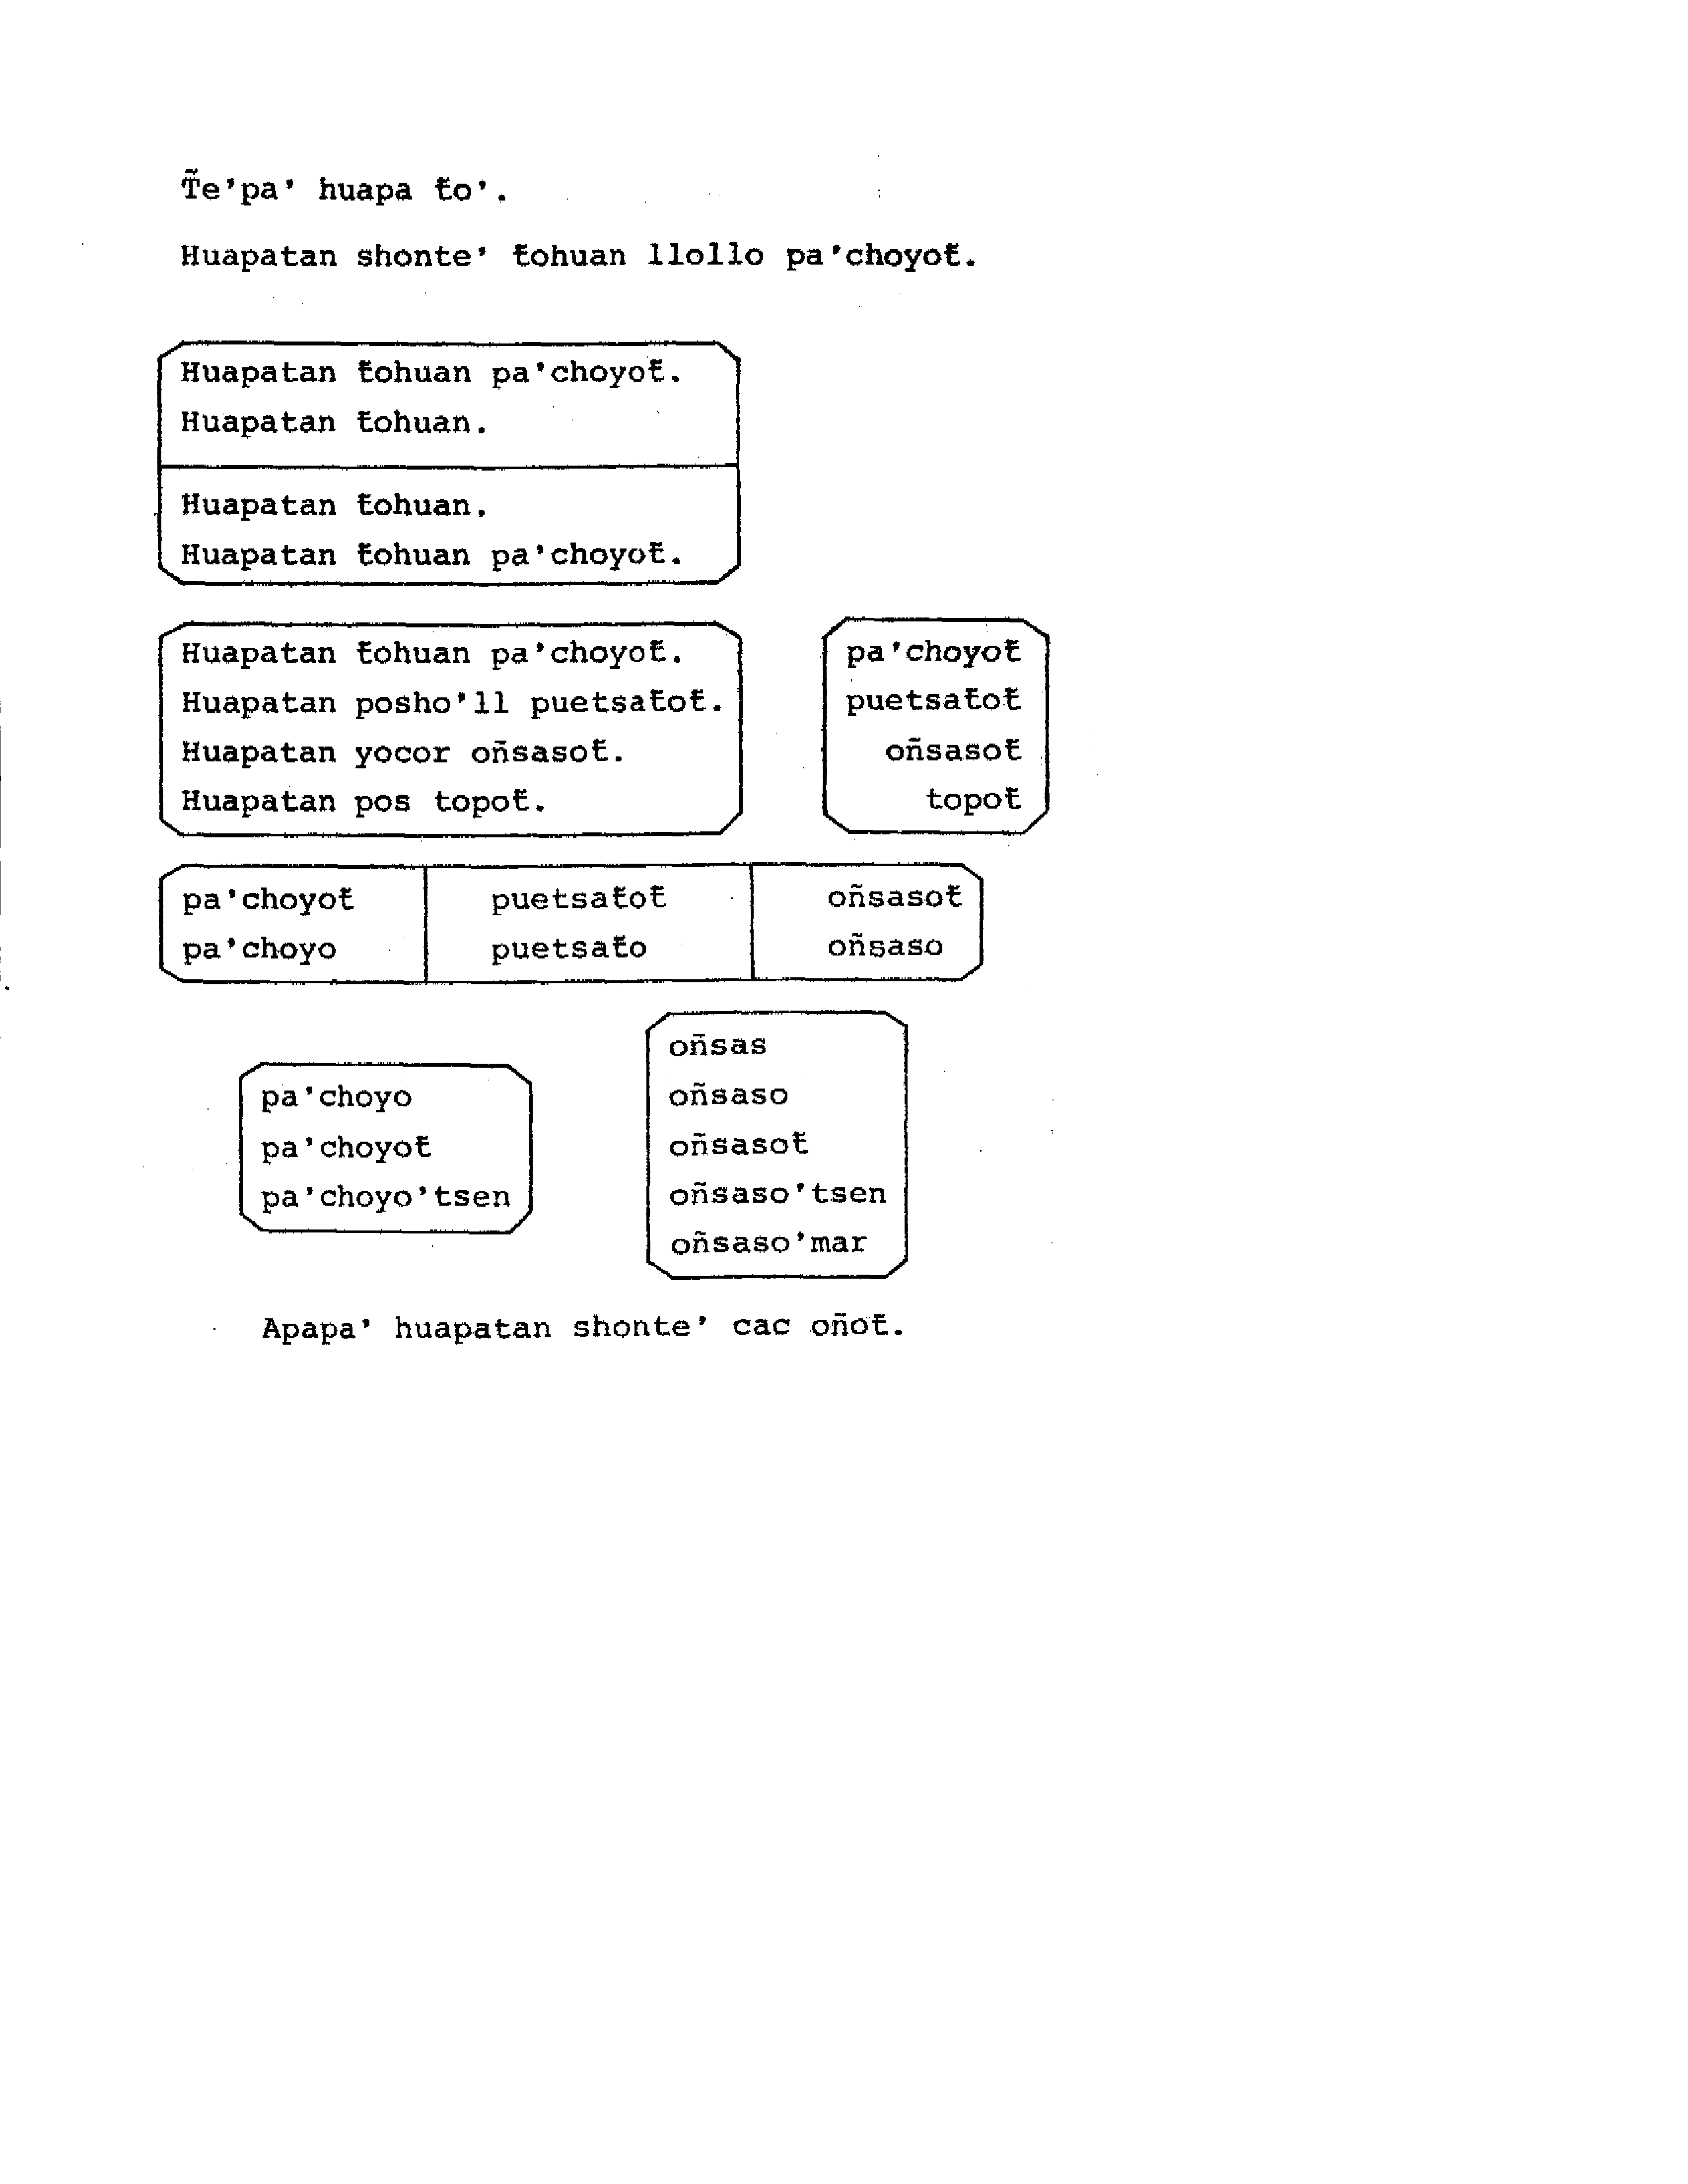 T̃e’pa’ huapa t̃o’.
Huapatan shonte’ t̃ohuan llollo pa’choyot̃.
Huapatan t̃ohuan pa’choyot̃.
Huapatan t̃ohuan.
Huapatan t̃ohuan.
Huapatan t̃ohuan pa’choyot̃.
Huapatan t̃ohuan pa’choyot̃.
Huapatan posho’ll puetsat̃ot̃.
Huapatan yocor oñsasot̃.
Huapatan pos topot̃.
pa’choyot̃
puetsat̃ot̃
oñsasot̃
topot̃
pa’choyot̃ puetsat̃ot̃ oñsasot̃
pa’choyo puetsat̃o oñsaso
pa’choyo
pa’choyot̃
pa’choyo’tsen
oñsas
oñsaso
oñsasot̃
oñsaso’tsen
oñsaso’mar
Apapa’ huapatan shonte’ cac oñot̃.